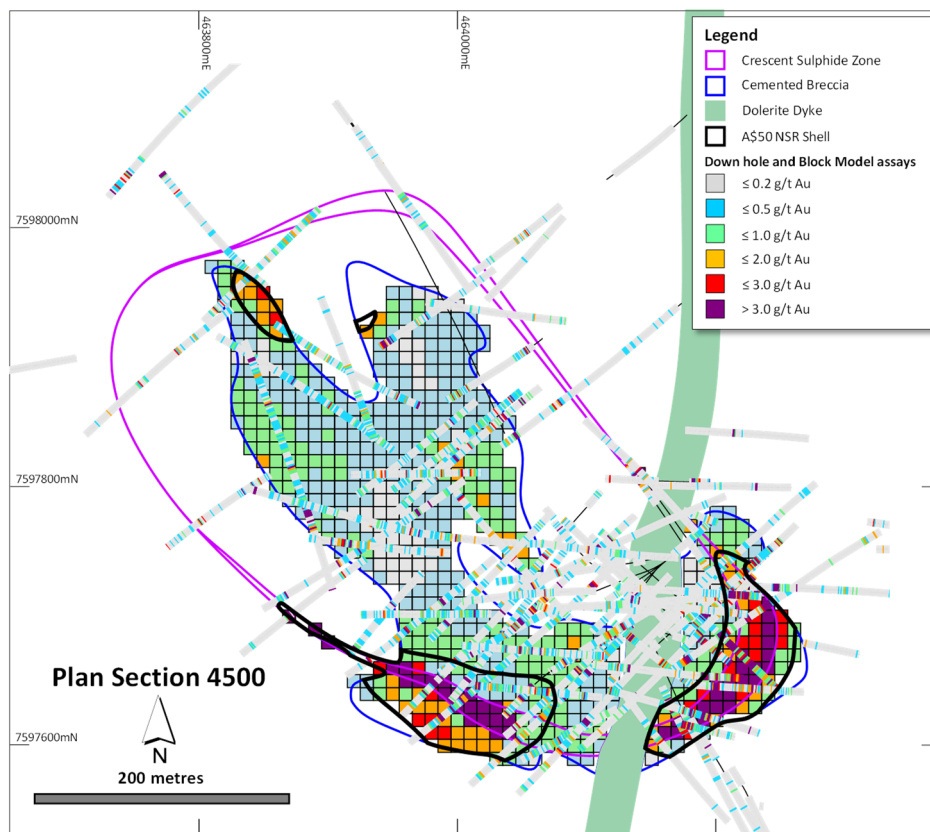 463800mE
464000mE
Legend
Crescent Sulphide Zone
Cemented Breccia
Dolerite Dyke
A$50 NSR Shell
Down hole and Block Model assays
≤ 0.2 g/t Au
≤ 0.5 g/t Au
≤ 1.0 g/t Au
≤ 2.0 g/t Au
≤ 3.0 g/t Au
> 3.0 g/t Au
7598000mN
7597800mN
Plan Section 4500
N
200 metres
7597600mN